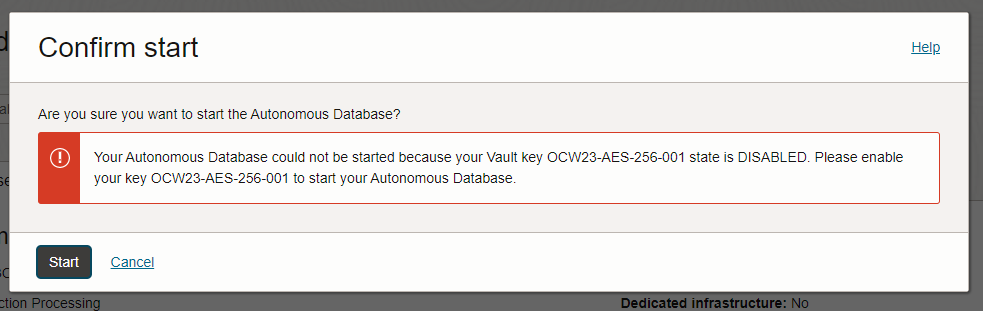 Confirm start
Help
Are you sure you want to start the Autonomous Database?
Your Autonomous Database could not be started because your Vault key OCW23-AES-256-001 state is DISABLED. Please enable
your key OCW23-AES-256-001 to start your Autonomous Database.
Start
Cancel
ction Processing
Dedicated infrastructure: No